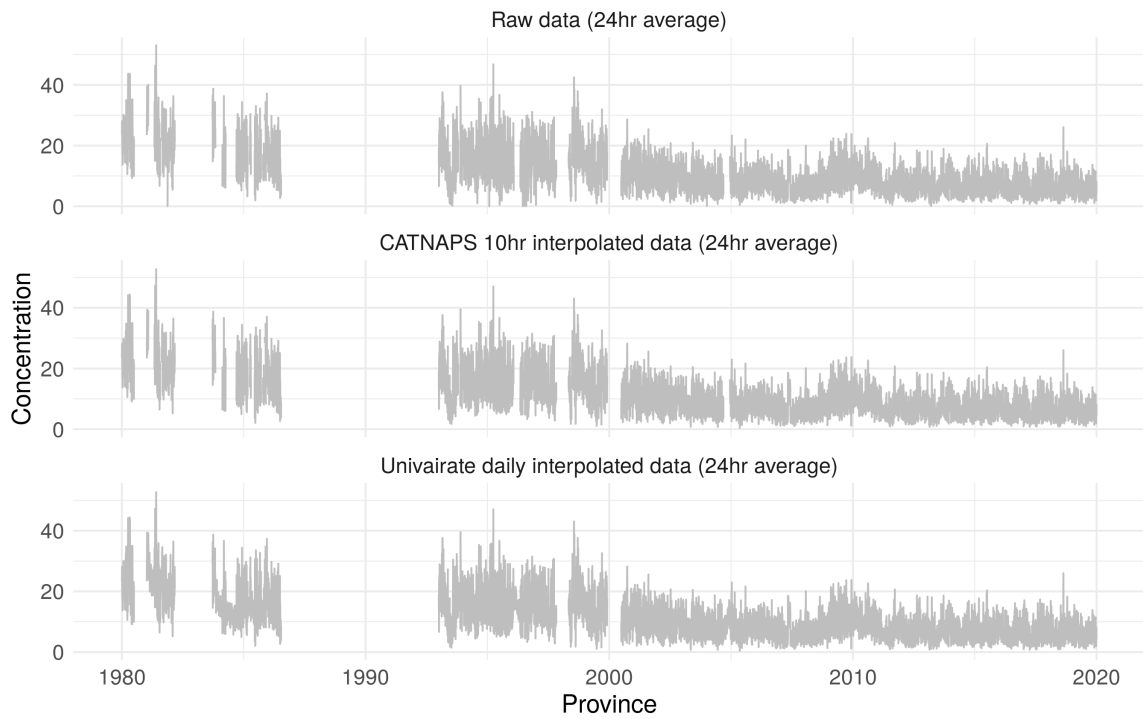 Raw data (24hr average)
40
20
0
CATNAPS 10hr interpolated data (24hr average)
40
20
0
Concentration
Univairate daily interpolated data (24hr average)
40
20
0
1980 1990 2000 2010 2020
Province